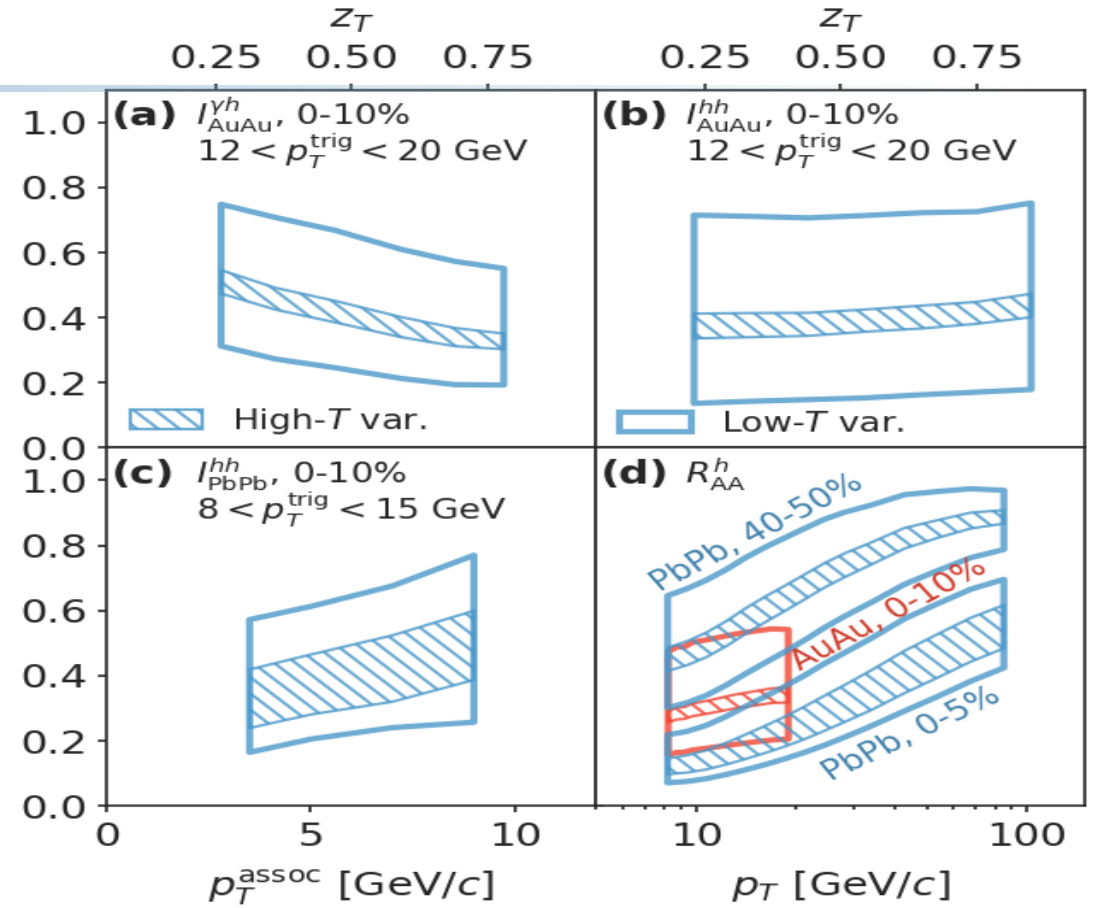 z_T z_T
0.25 0.50 0.75 0.25 0.50 0.75
(a) I^{γh}_{AuAu}, 0-10%
12 < p_T^{trig} < 20 GeV
(b) I^{hh}_{AuAu}, 0-10%
12 < p_T^{trig} < 20 GeV
1.0
0.8
0.6
0.4
0.2
0.0
High-T var.
Low-T var.
(c) I^{hh}_{PbPb}, 0-10%
8 < p_T^{trig} < 15 GeV
(d) R^h_{AA}
PbPb, 40-50%
AuAu, 0-10%
PbPb, 0-5%
1.0
0.8
0.6
0.4
0.2
0.0
0 5 10 10 100
p_T^{assoc} [GeV/c] p_T [GeV/c]